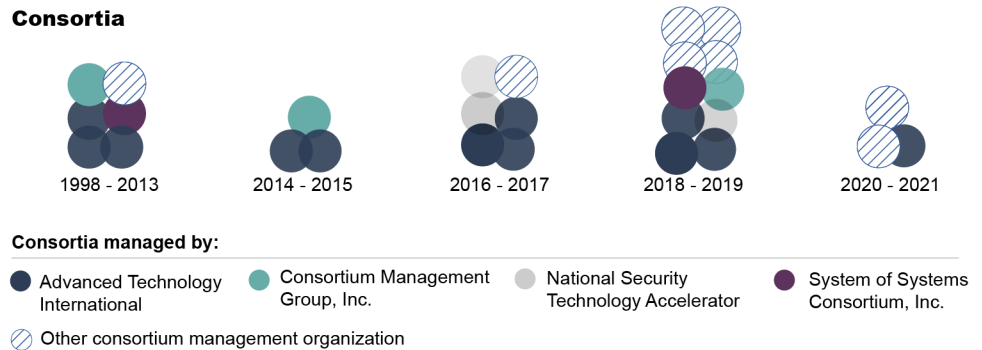 Consortia
1998 - 2013
2014 - 2015
2016 - 2017
2018 - 2019
2020 - 2021
Consortia managed by:
Advanced Technology
International
Consortium Management
Group, Inc.
National Security
Technology Accelerator
System of Systems
Consortium, Inc.
Other consortium management organization